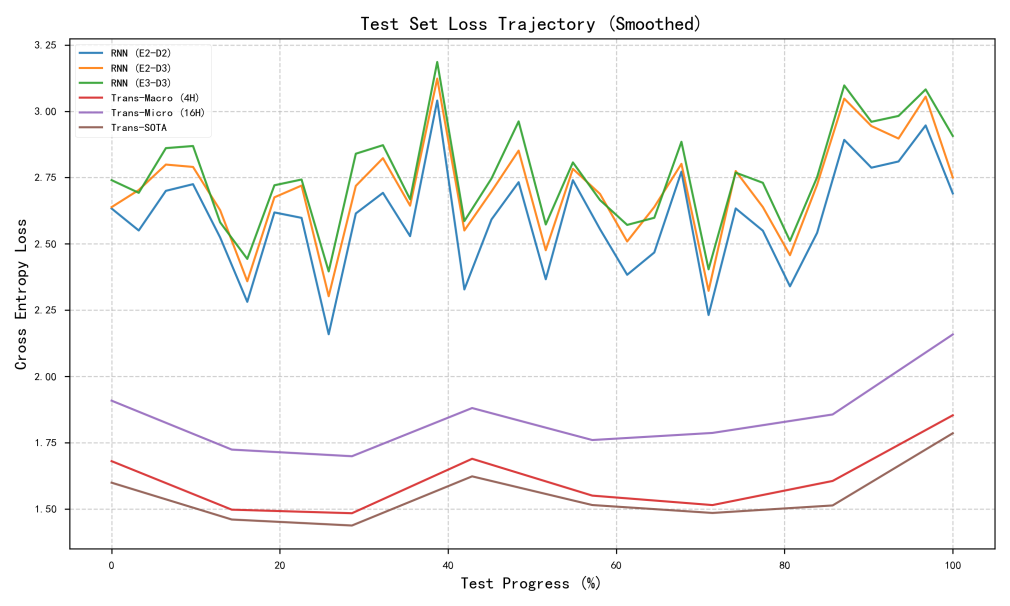 Test Set Loss Trajectory (Smoothed)
3.25
3.00
2.75
2.50
2.25
2.00
1.75
1.50
Cross Entropy Loss
RNN (E2-D2)
RNN (E2-D3)
RNN (E3-D3)
Trans-Macro (4H)
Trans-Micro (16H)
Trans-SOTA
0 20 40 60 80 100
Test Progress (%)